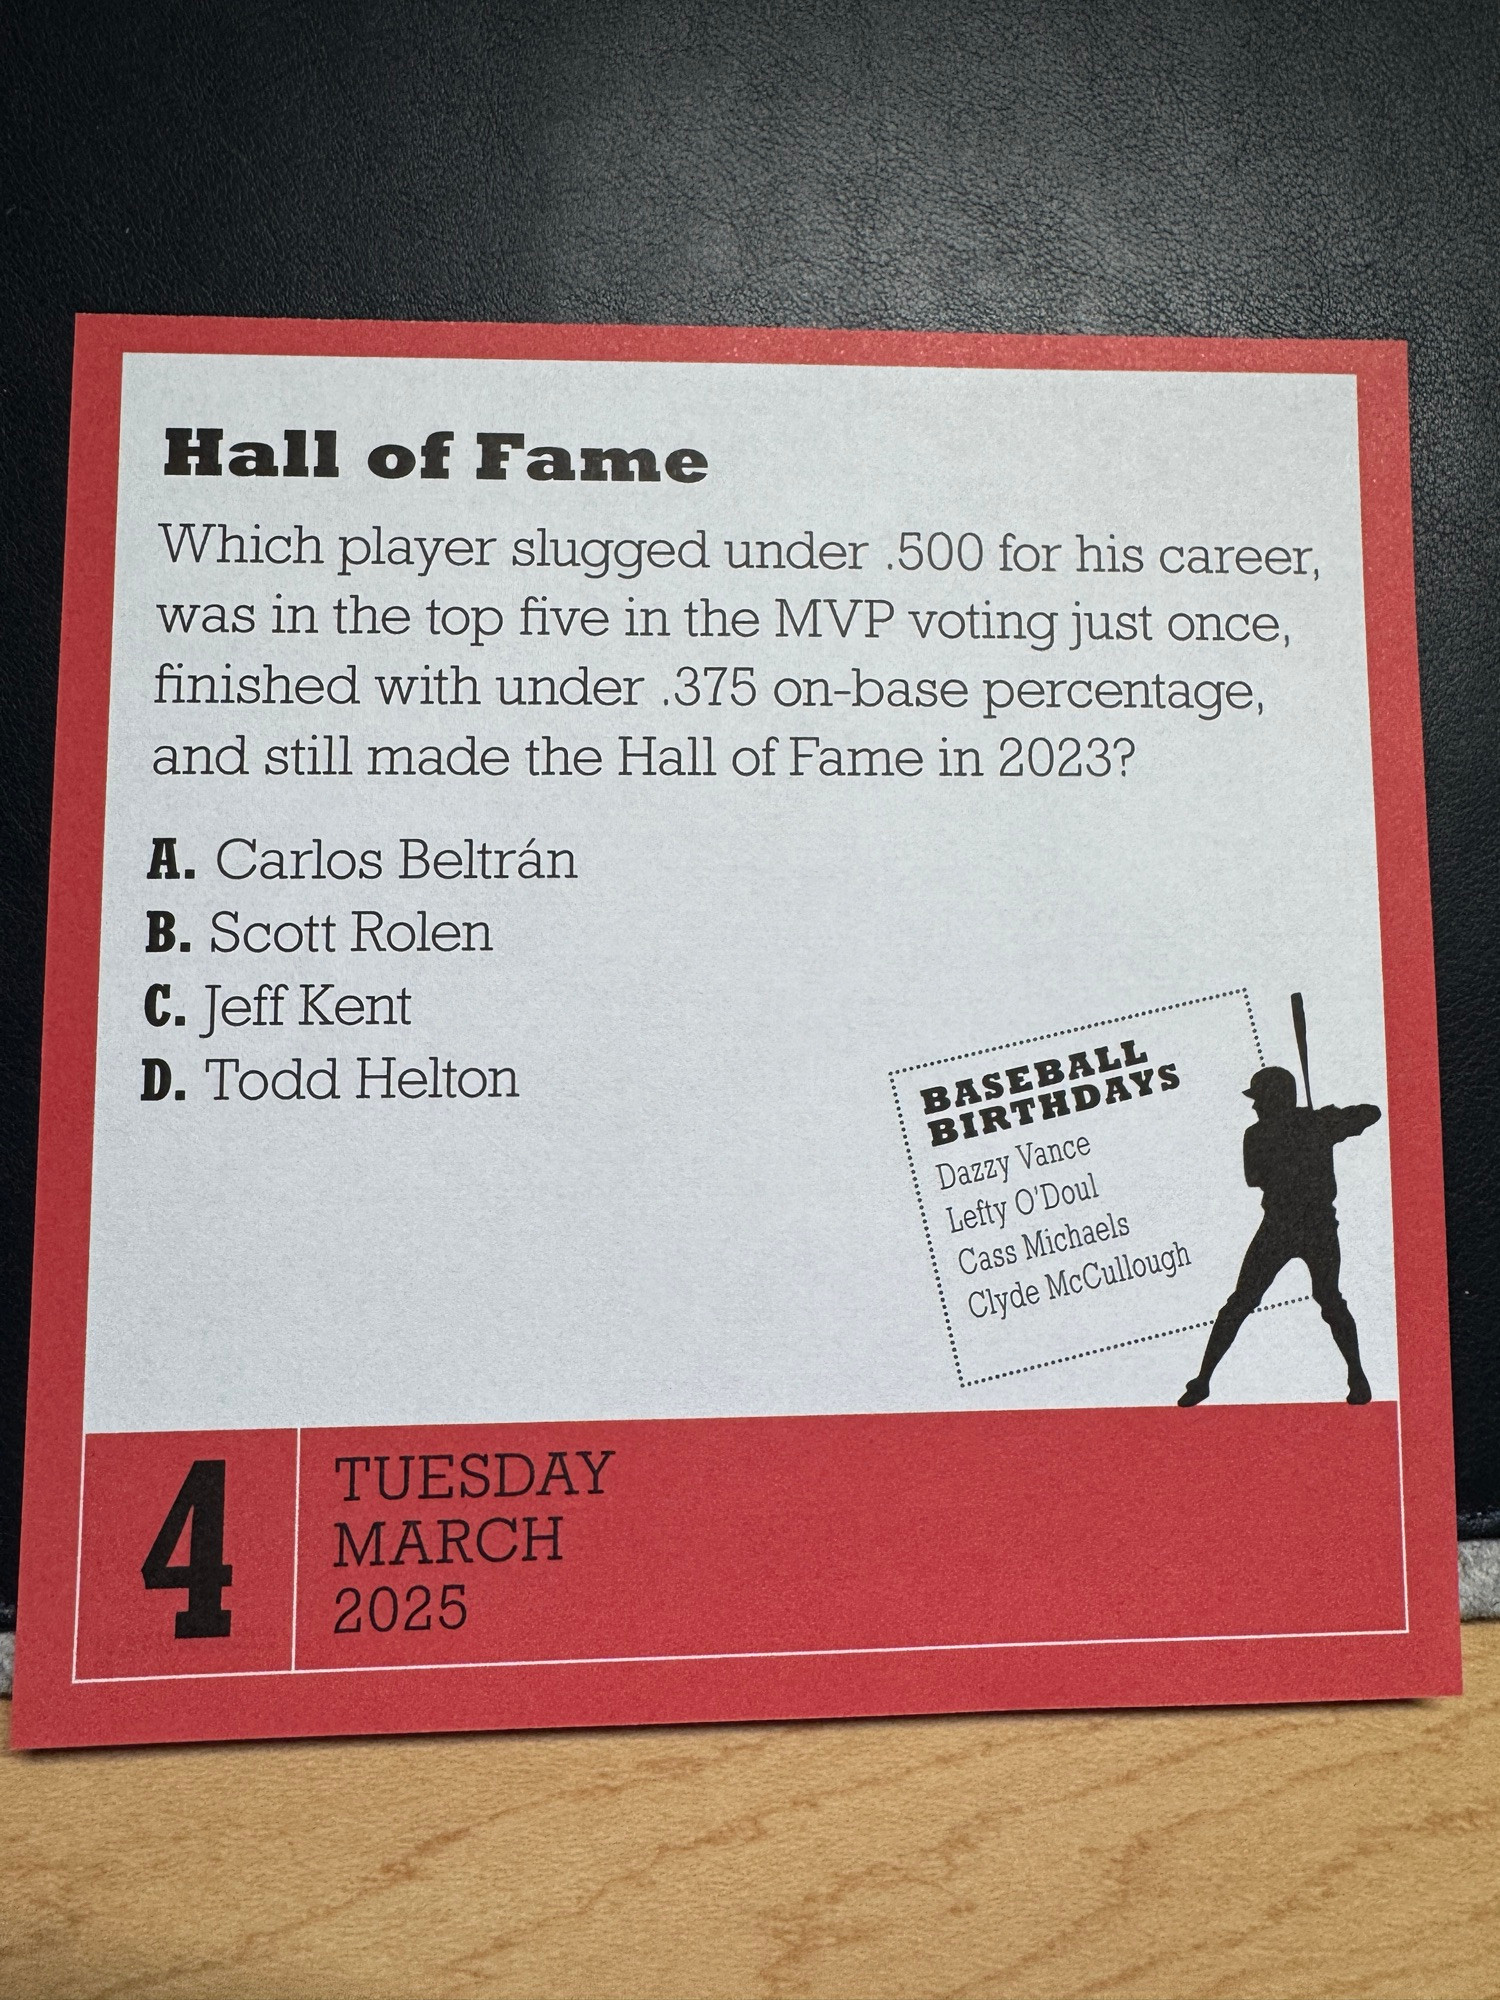 Hall of Fame
Which player slugged under .500 for his career,
was in the top five in the MVP voting just once,
finished with under .375 on-base percentage,
and still made the Hall of Fame in 2023?
A. Carlos Beltrán
B. Scott Rolen
C. Jeff Kent
D. Todd Helton
BASEBALL
BIRTHDAYS
Dazzy Vance
Lefty O'Doul
Cass Michaels
Clyde McCullough
4
TUESDAY
MARCH
2025